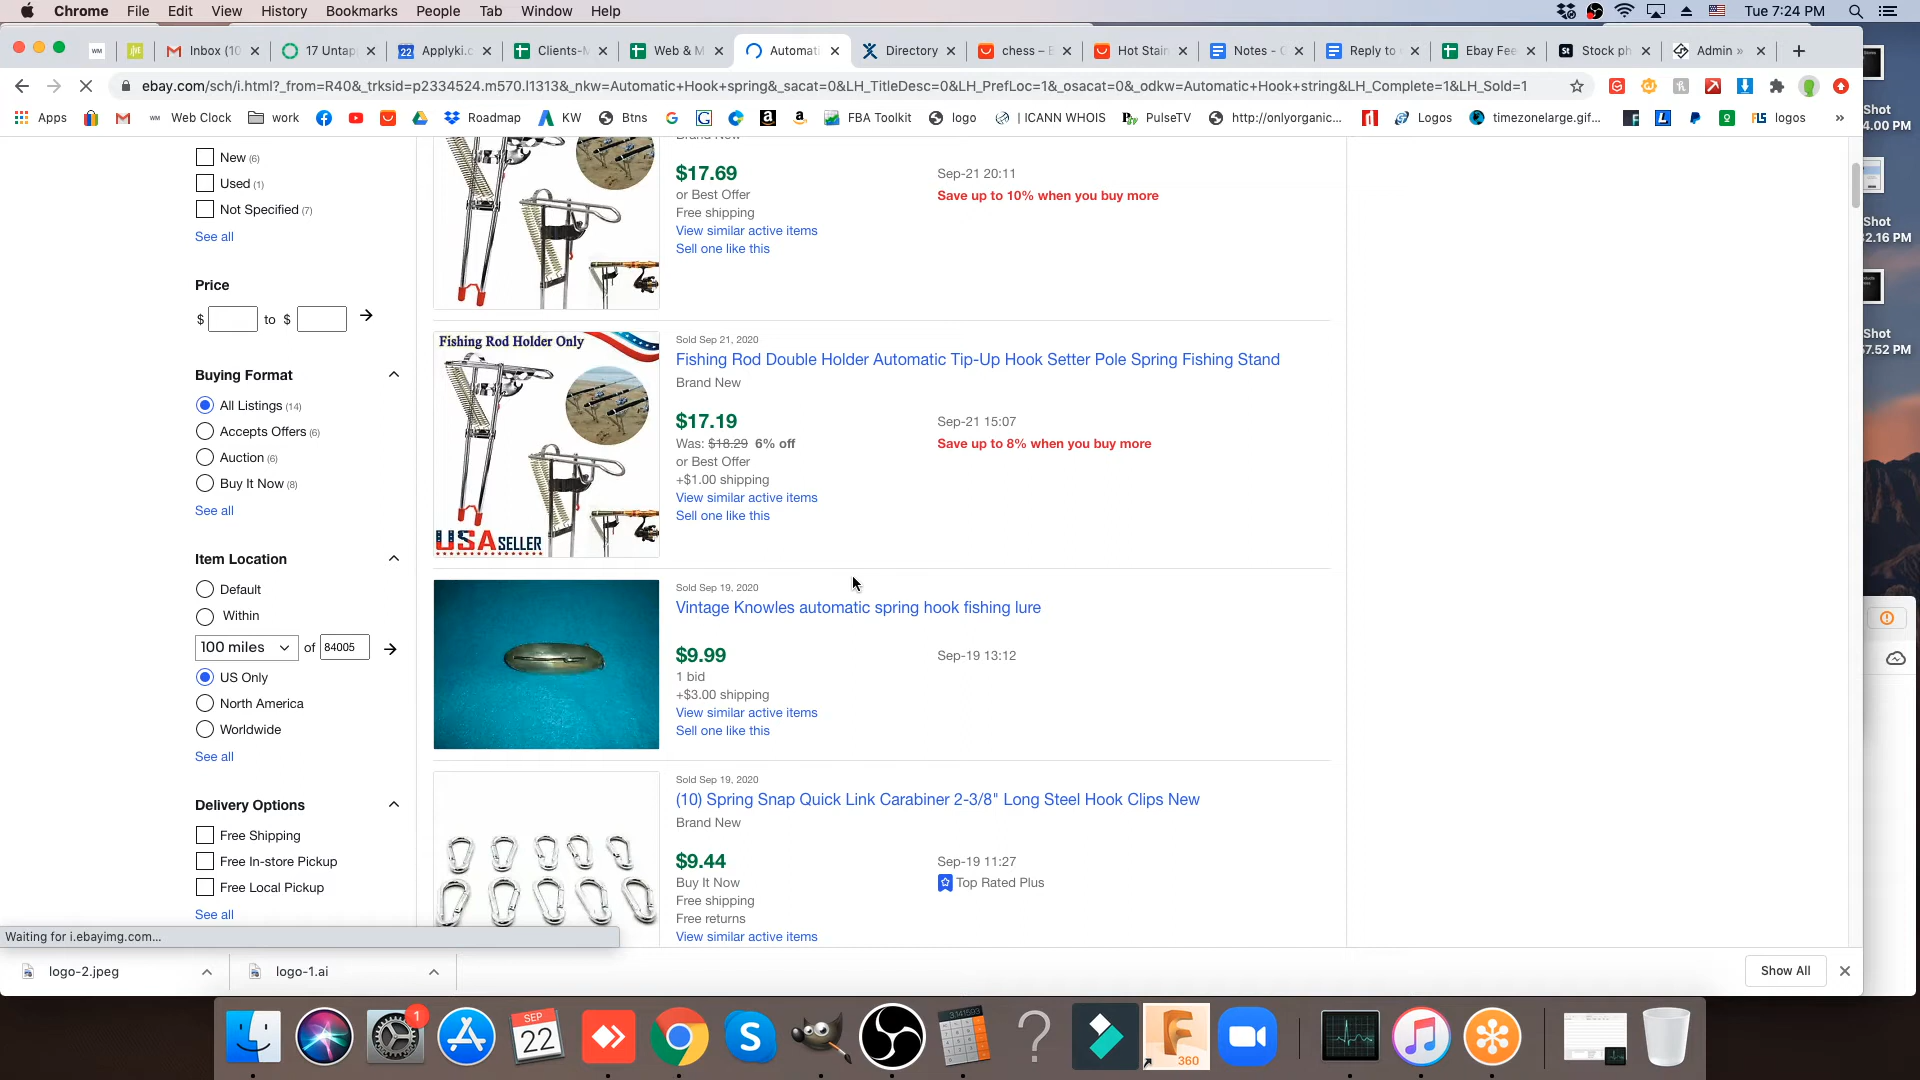 Chrome File Edit View History Bookmarks People Tab Window Help
Tue 7:24 PM
Inbox (10
17 Untap
Applyki.c
Clients-M
Web & M
Automati
Directory
chess – E
Hot Stain
Notes - C
Reply to
Ebay Fee
Stock ph
Admin »
ebay.com/sch/i.html?_from=R40&_trksid=p2334524.m570.l1313&_nkw=Automatic+Hook+spring&_sacat=0&LH_TitleDesc=0&LH_PrefLoc=1&_osacat=0&_odkw=Automatic+Hook+string&LH_Complete=1&LH_Sold=1
Apps
Web Clock
work
Roadmap
KW
Btns
FBA Toolkit
logo
| ICANN WHOIS
PulseTV
http://onlyorganic...
Logos
timezonelarge.gif...
logos
»
Shot
4.00 PM
Shot
2.16 PM
Shot
7.52 PM
New (6)
Used (1)
Not Specified (7)
See all
Price
$ to $
Buying Format
All Listings (14)
Accepts Offers (6)
Auction (6)
Buy It Now (8)
See all
Item Location
Default
Within
100 miles of 84005
US Only
North America
Worldwide
See all
Delivery Options
Free Shipping
Free In-store Pickup
Free Local Pickup
See all
Brand New
$17.69
or Best Offer
Free shipping
View similar active items
Sell one like this
Sep-21 20:11
Save up to 10% when you buy more
Fishing Rod Holder Only
USA SELLER
Sold Sep 21, 2020
Fishing Rod Double Holder Automatic Tip-Up Hook Setter Pole Spring Fishing Stand
Brand New
$17.19
Was: $18.29 6% off
or Best Offer
+$1.00 shipping
View similar active items
Sell one like this
Sep-21 15:07
Save up to 8% when you buy more
Sold Sep 19, 2020
Vintage Knowles automatic spring hook fishing lure
$9.99
1 bid
+$3.00 shipping
View similar active items
Sell one like this
Sep-19 13:12
Sold Sep 19, 2020
(10) Spring Snap Quick Link Carabiner 2-3/8" Long Steel Hook Clips New
Brand New
$9.44
Buy It Now
Free shipping
Free returns
View similar active items
Sep-19 11:27
Top Rated Plus
Waiting for i.ebayimg.com...
logo-2.jpeg
logo-1.ai
Show All
1
SEP
22
3.141593
360